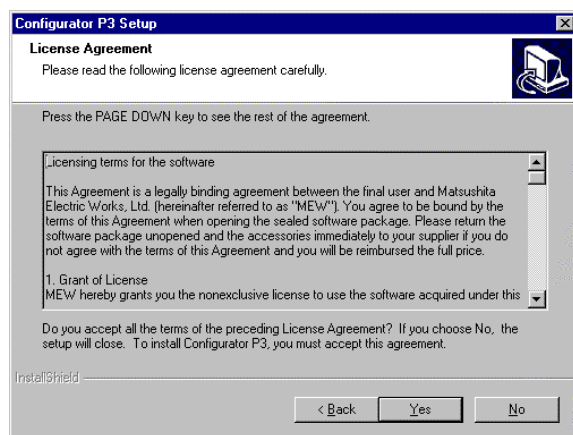 Configurator P3 Setup
License Agreement
Please read the following license agreement carefully.
Press the PAGE DOWN key to see the rest of the agreement.
Licensing terms for the software
This Agreement is a legally binding agreement between the final user and Matsushita
Electric Works, Ltd. (hereinafter referred to as "MEW"). You agree to be bound by the
terms of this Agreement when opening the sealed software package. Please return the
software package unopened and the accessories immediately to your supplier if you do
not agree with the terms of this Agreement and you will be reimbursed the full price.
1. Grant of License
MEW hereby grants you the nonexclusive license to use the software acquired under this
Do you accept all the terms of the preceding License Agreement? If you choose No, the
setup will close. To install Configurator P3, you must accept this agreement.
InstallShield
< Back Yes No